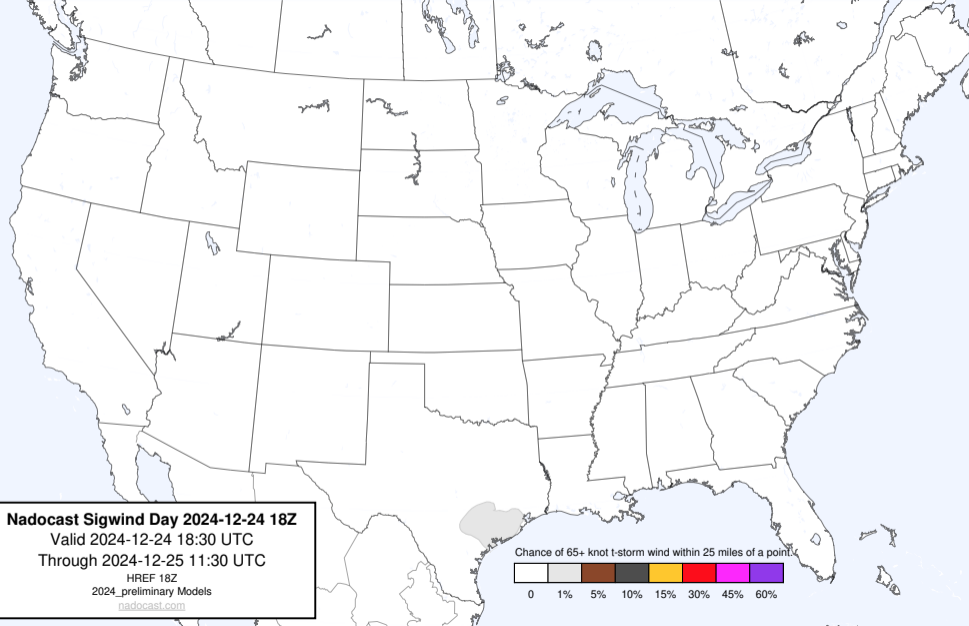 Nadocast Sigwind Day 2024-12-24 18Z
Valid 2024-12-24 18:30 UTC
Through 2024-12-25 11:30 UTC
HREF 18Z
2024_preliminary Models
nadocast.com
Chance of 65+ knot t-storm wind within 25 miles of a point.
0 1% 5% 10% 15% 30% 45% 60%